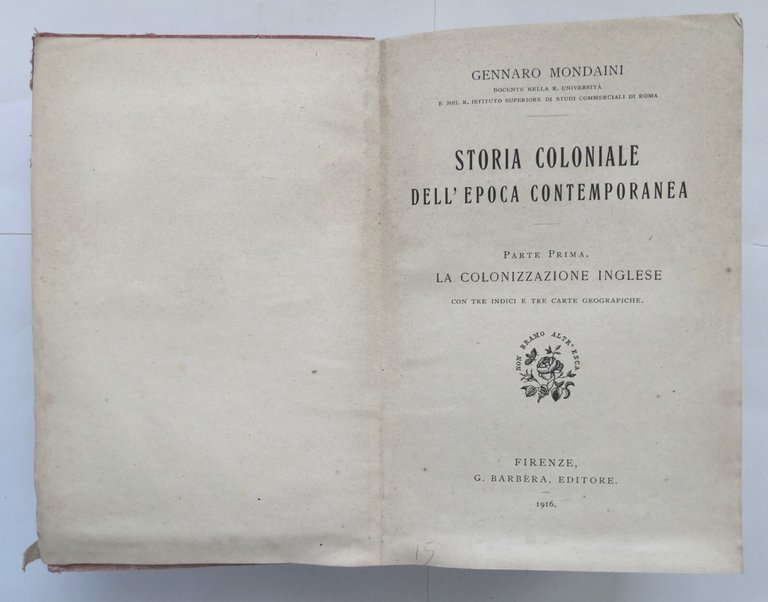 GENNARO MONDAINI
DOCENTE NELLA R. UNIVERSITÀ
E NEL R. ISTITUTO SUPERIORE DI STUDI COMMERCIALI DI ROMA
STORIA COLONIALE
DELL'EPOCA CONTEMPORANEA
PARTE PRIMA.
LA COLONIZZAZIONE INGLESE
CON TRE INDICI E TRE CARTE GEOGRAFICHE.
NON BRAMO ALTR'ESCA
FIRENZE,
G. BARBÈRA, EDITORE.
1916.
15